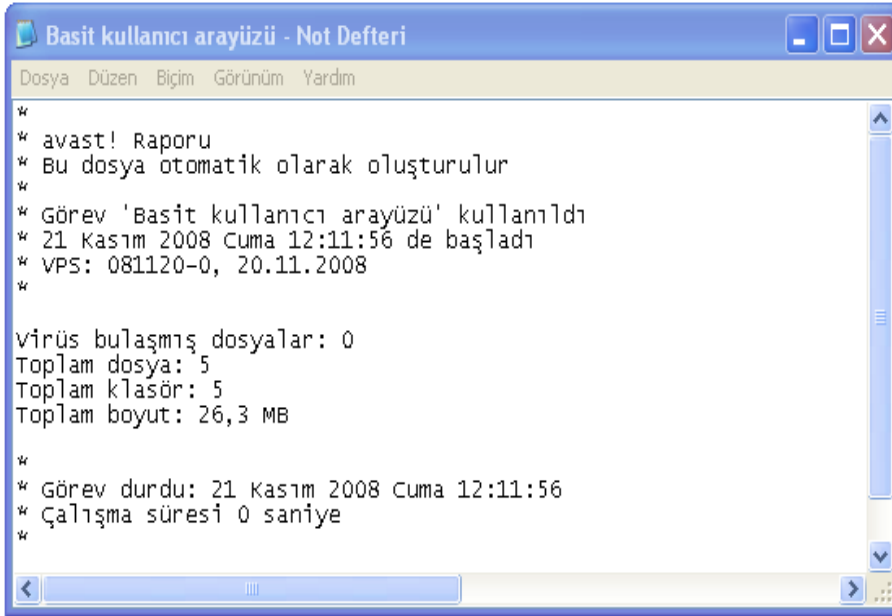 Basit kullanıcı arayüzü - Not Defteri
Dosya Düzen Biçim Görünüm Yardım
*
* avast! Raporu
* Bu dosya otomatik olarak oluşturulur
*
* Görev 'Basit kullanıcı arayüzü' kullanıldı
* 21 Kasım 2008 Cuma 12:11:56 de başladı
* VPS: 081120-0, 20.11.2008
*
Virüs bulaşmış dosyalar: 0
Toplam dosya: 5
Toplam klasör: 5
Toplam boyut: 26,3 MB
*
* Görev durdu: 21 Kasım 2008 Cuma 12:11:56
* Çalışma süresi 0 saniye
*